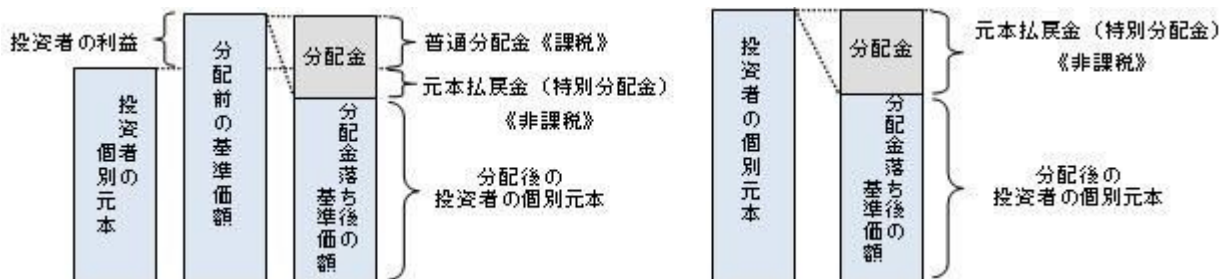 投資者の利益
投資者の
個別元本
分配前の基準価額
分配金
分配金落ち後の
基準価額
普通分配金《課税》
元本払戻金（特別分配金）
《非課税》
分配後の
投資者の個別元本
投資者の個別元本
分配金
分配金落ち後の
基準価額
元本払戻金（特別分配金）
《非課税》
分配後の
投資者の個別元本